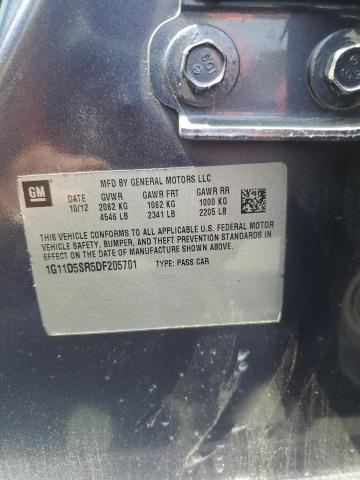 GM
MFD BY GENERAL MOTORS LLC
DATE GVWR GAWR FRT GAWR RR
10/12 2062 KG 1062 KG 1000 KG
4546 LB 2341 LB 2205 LB
THIS VEHICLE CONFORMS TO ALL APPLICABLE U.S. FEDERAL MOTOR
VEHICLE SAFETY, BUMPER, AND THEFT PREVENTION STANDARDS
IN EFFECT ON THE DATE OF MANUFACTURE SHOWN ABOVE.
1G11D5SR5DF205701 TYPE: PASS CAR